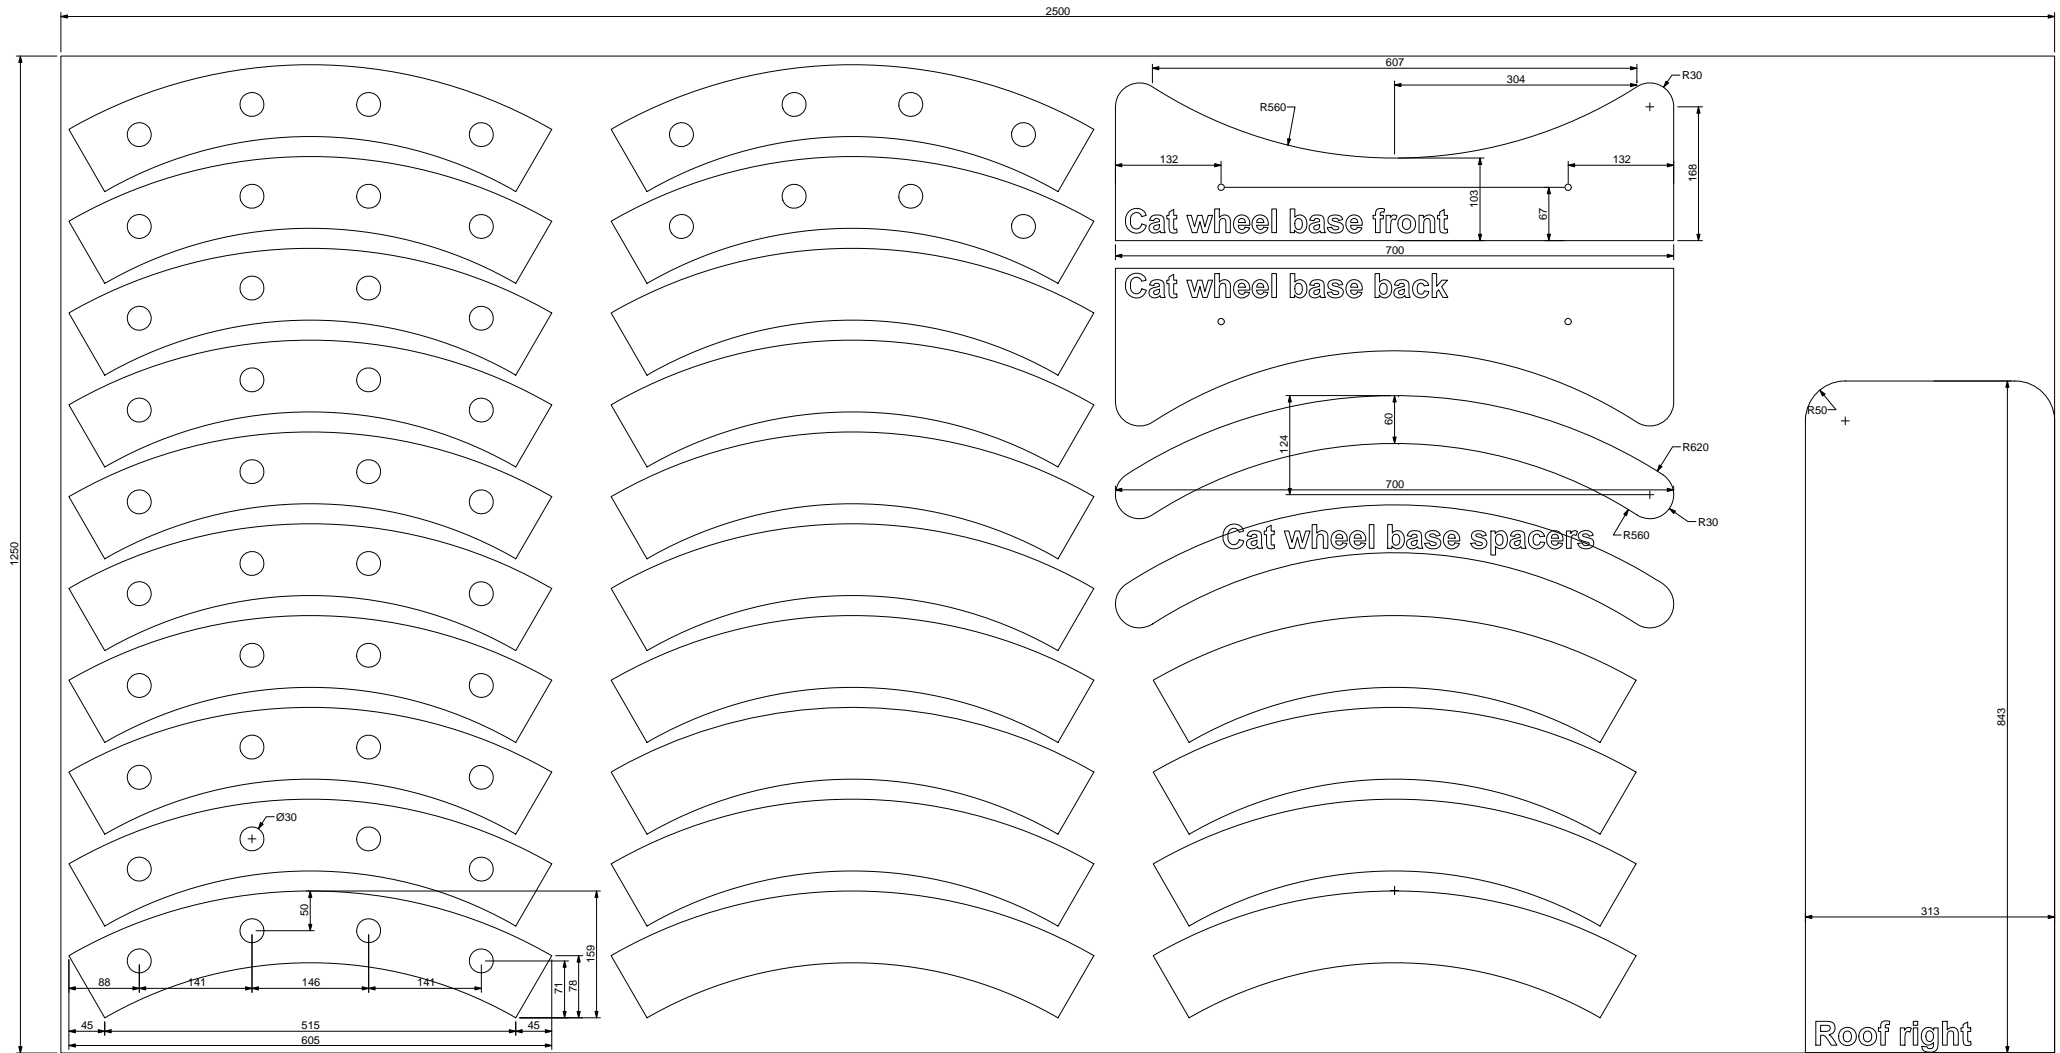 2500
607
304
R30
R560
132
132
168
103
67
Cat wheel base front
700
Cat wheel base back
R50
60
124
R620
700
R30
Cat wheel base spacers
R560
1250
843
Ø30
50
313
159
88
141
146
141
71
78
45
515
45
Roof right
605